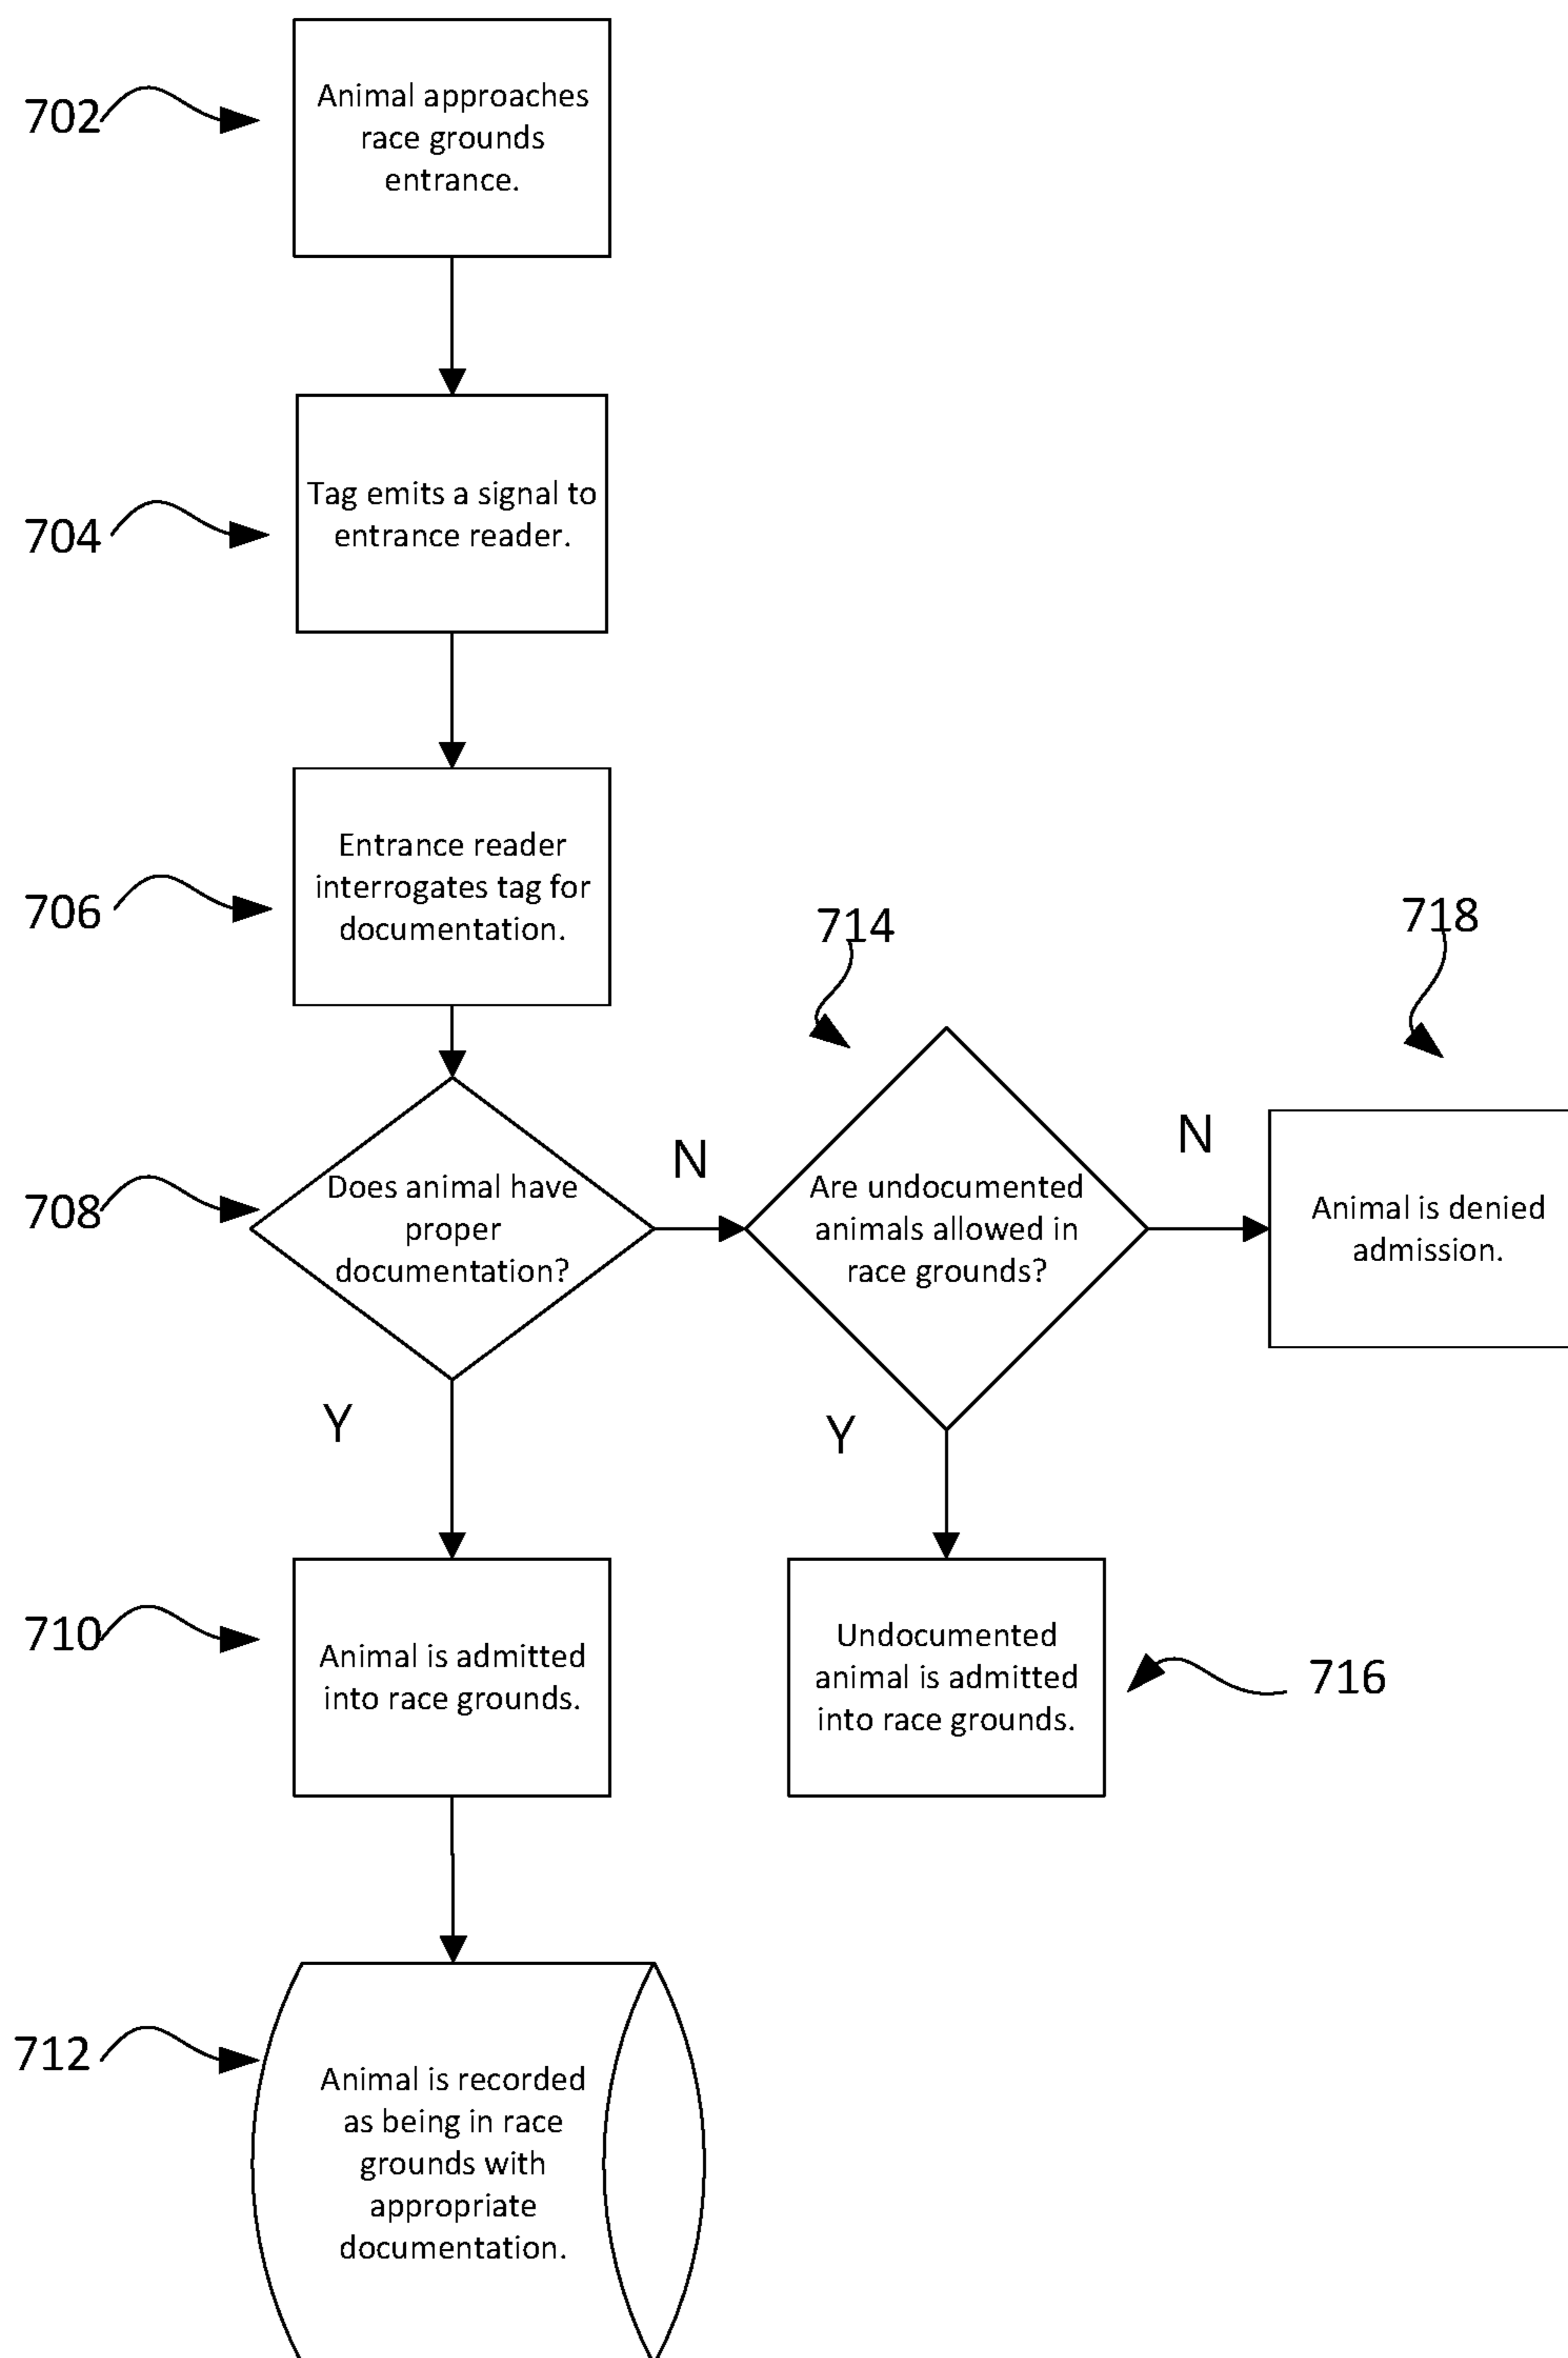 702
Animal approaches
race grounds
entrance.
704
Tag emits a signal to
entrance reader.
706
Entrance reader
interrogates tag for
documentation.
714
718
708
Does animal have
proper
documentation?
N
Are undocumented
animals allowed in
race grounds?
N
Animal is denied
admission.
Y
Y
710
Animal is admitted
into race grounds.
Undocumented
animal is admitted
into race grounds.
716
712
Animal is recorded
as being in race
grounds with
appropriate
documentation.